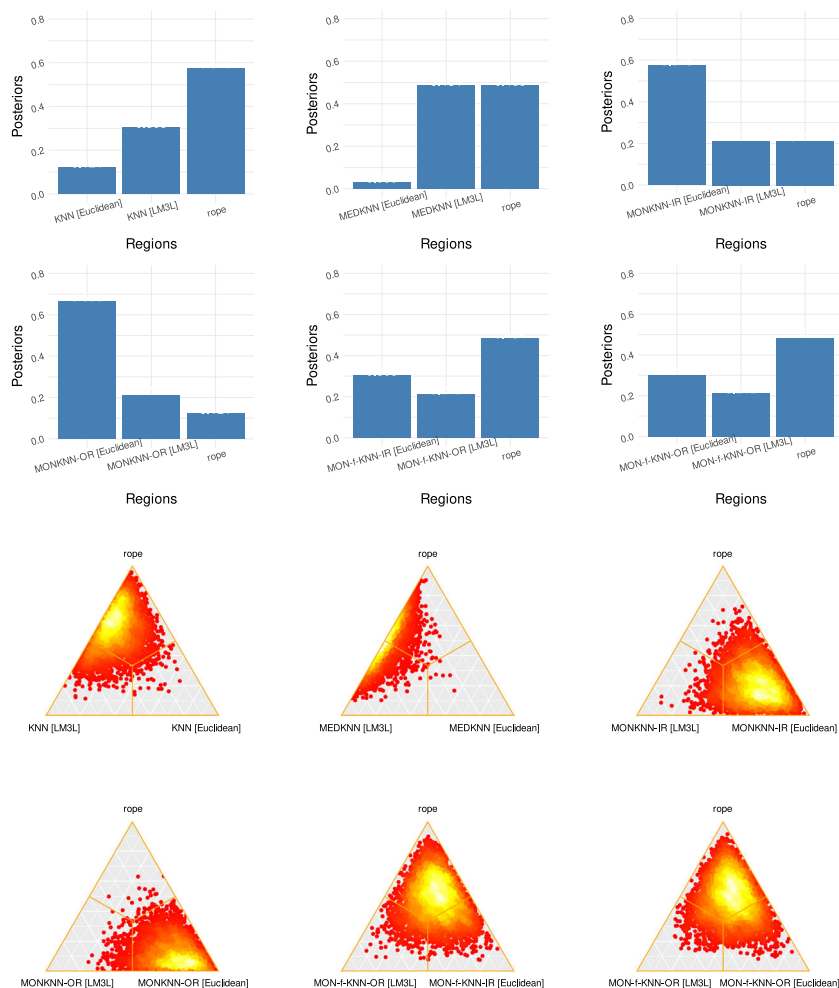 Posteriors
0.8
0.6
0.4
0.2
0.0
KNN [Euclidean]
KNN [LM3L]
rope
Regions
Posteriors
0.8
0.6
0.4
0.2
0.0
MEDKNN [Euclidean]
MEDKNN [LM3L]
rope
Regions
Posteriors
0.8
0.6
0.4
0.2
0.0
MONKNN-IR [Euclidean]
MONKNN-IR [LM3L]
rope
Regions
Posteriors
0.8
0.6
0.4
0.2
0.0
MONKNN-OR [Euclidean]
MONKNN-OR [LM3L]
rope
Regions
Posteriors
0.8
0.6
0.4
0.2
0.0
MON-f-KNN-IR [Euclidean]
MON-f-KNN-OR [LM3L]
rope
Regions
Posteriors
0.8
0.6
0.4
0.2
0.0
MON-f-KNN-OR [Euclidean]
MON-f-KNN-OR [LM3L]
rope
Regions
rope
KNN [LM3L] KNN [Euclidean]
rope
MEDKNN [LM3L] MEDKNN [Euclidean]
rope
MONKNN-IR [LM3L] MONKNN-IR [Euclidean]
rope
MONKNN-OR [LM3L] MONKNN-OR [Euclidean]
rope
MON-f-KNN-OR [LM3L] MON-f-KNN-IR [Euclidean]
rope
MON-f-KNN-OR [LM3L] MON-f-KNN-OR [Euclidean]